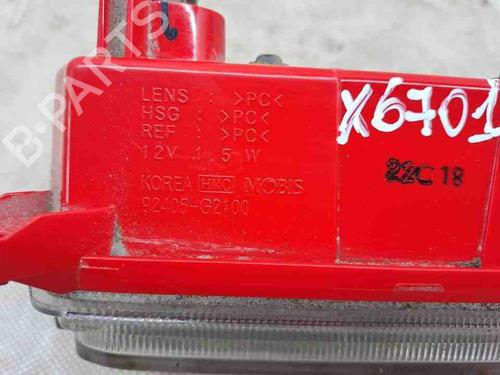 B-PARTS
LENS : >PC<
HSG : >PC<
REF : >PC<
12V 1.5W
KOREA HMC MOBIS
92405-G2100
X6701
22C 18